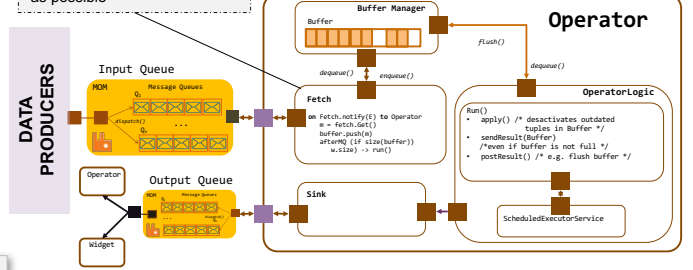 as possible
DATA
PRODUCERS
Input Queue
MOM
Message Queues
Q₁
dispatch()
...
Output Queue
MOM
Message Queues
...
dispatch()
Operator
Widget
Buffer Manager
Buffer
dequeue()
enqueue()
flush()
dequeue()
Operator
Fetch
on Fetch.notify(E) to Operator
m = fetch.Get()
buffer.push(m)
afterMQ (if size(buffer))
w.size) -> run()
Sink
OperatorLogic
Run()
• apply() /* desactivates outdated
tuples in Buffer */
• sendResult(Buffer)
/*even if buffer is not full */
• postResult() /* e.g. flush buffer */
ScheduledExecutorService